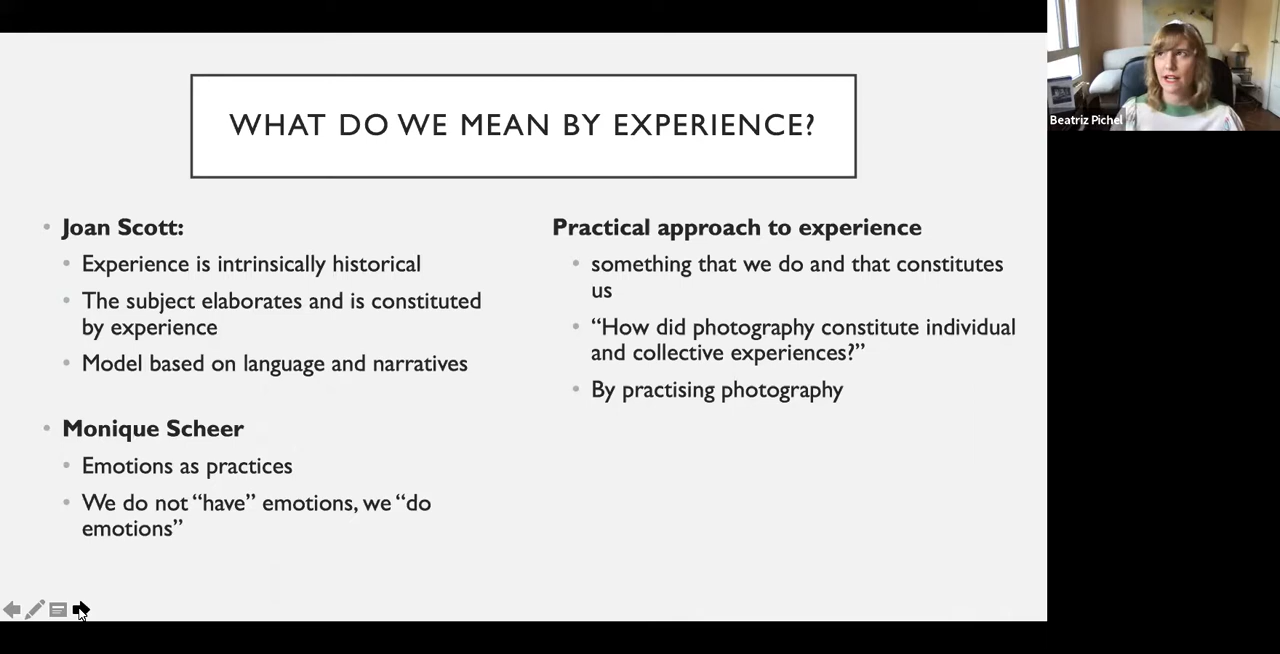 WHAT DO WE MEAN BY EXPERIENCE?
Joan Scott:
Experience is intrinsically historical
The subject elaborates and is constituted
by experience
Model based on language and narratives
Monique Scheer
Emotions as practices
We do not “have” emotions, we “do
emotions”
Practical approach to experience
something that we do and that constitutes
us
“How did photography constitute individual
and collective experiences?”
By practising photography
Beatriz Pichel